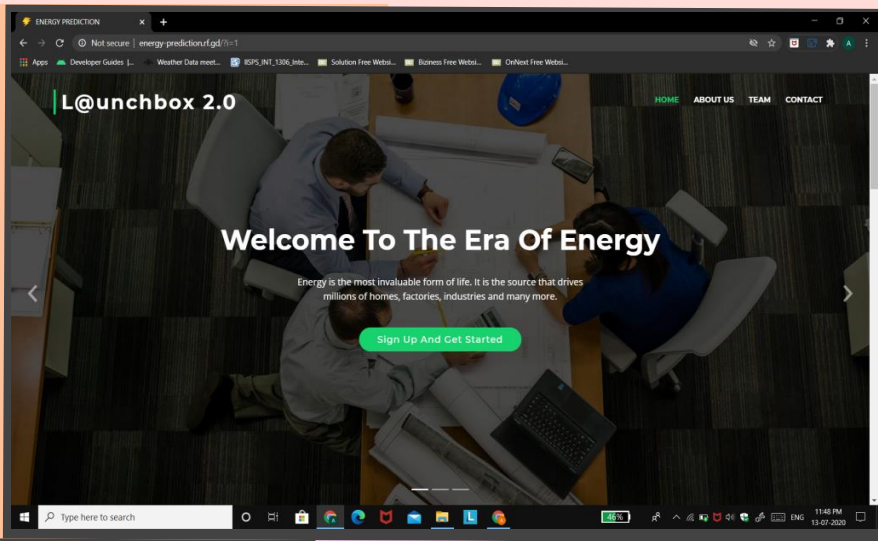 ENERGY PREDICTION
Not secure | energy-prediction.rf.gd/?i=1
A
Apps Developer Guides |... Weather Data meet... IISPS_INT_1306_Inte... Solution Free Websi... Bizness Free Websi... OnNext Free Websi...
L@unchbox 2.0
HOME ABOUT US TEAM CONTACT
Welcome To The Era Of Energy
Energy is the most invaluable form of life. It is the source that drives
millions of homes, factories, industries and many more.
Sign Up And Get Started
Type here to search
L
46%
ENG
11:48 PM
13-07-2020